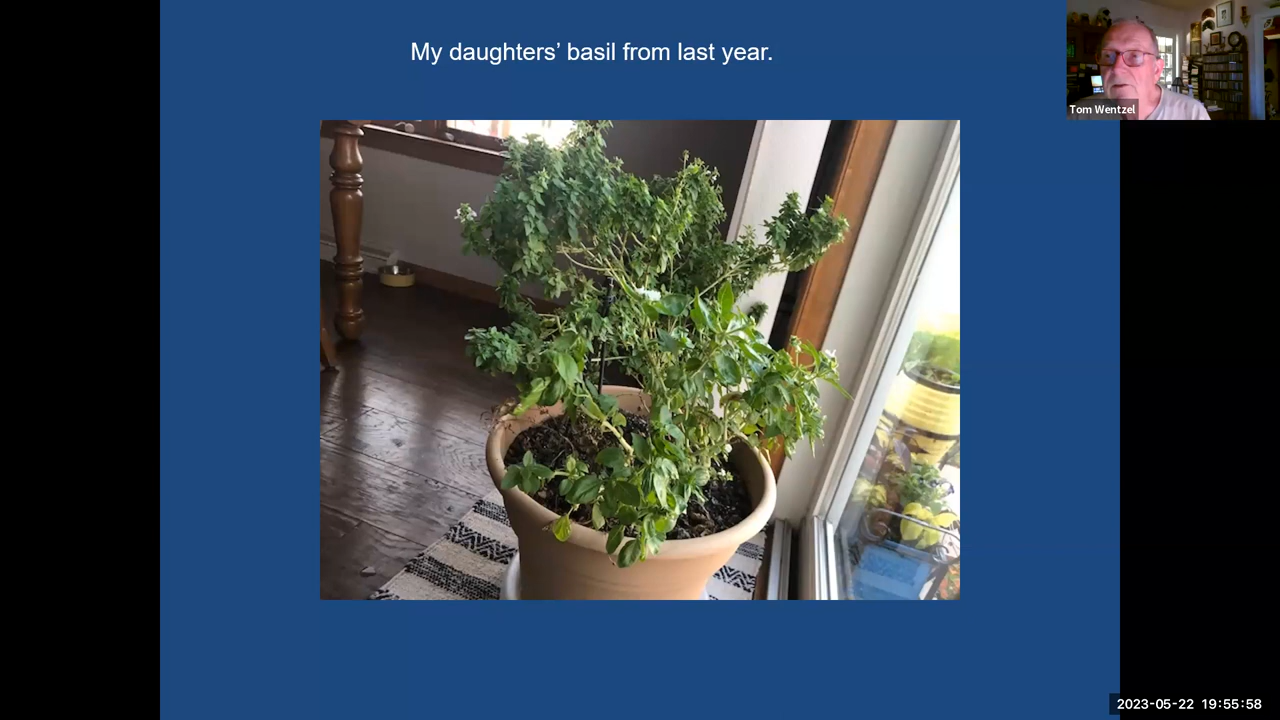 My daughters’ basil from last year.
Tom Wentzel
2023-05-22 19:55:58